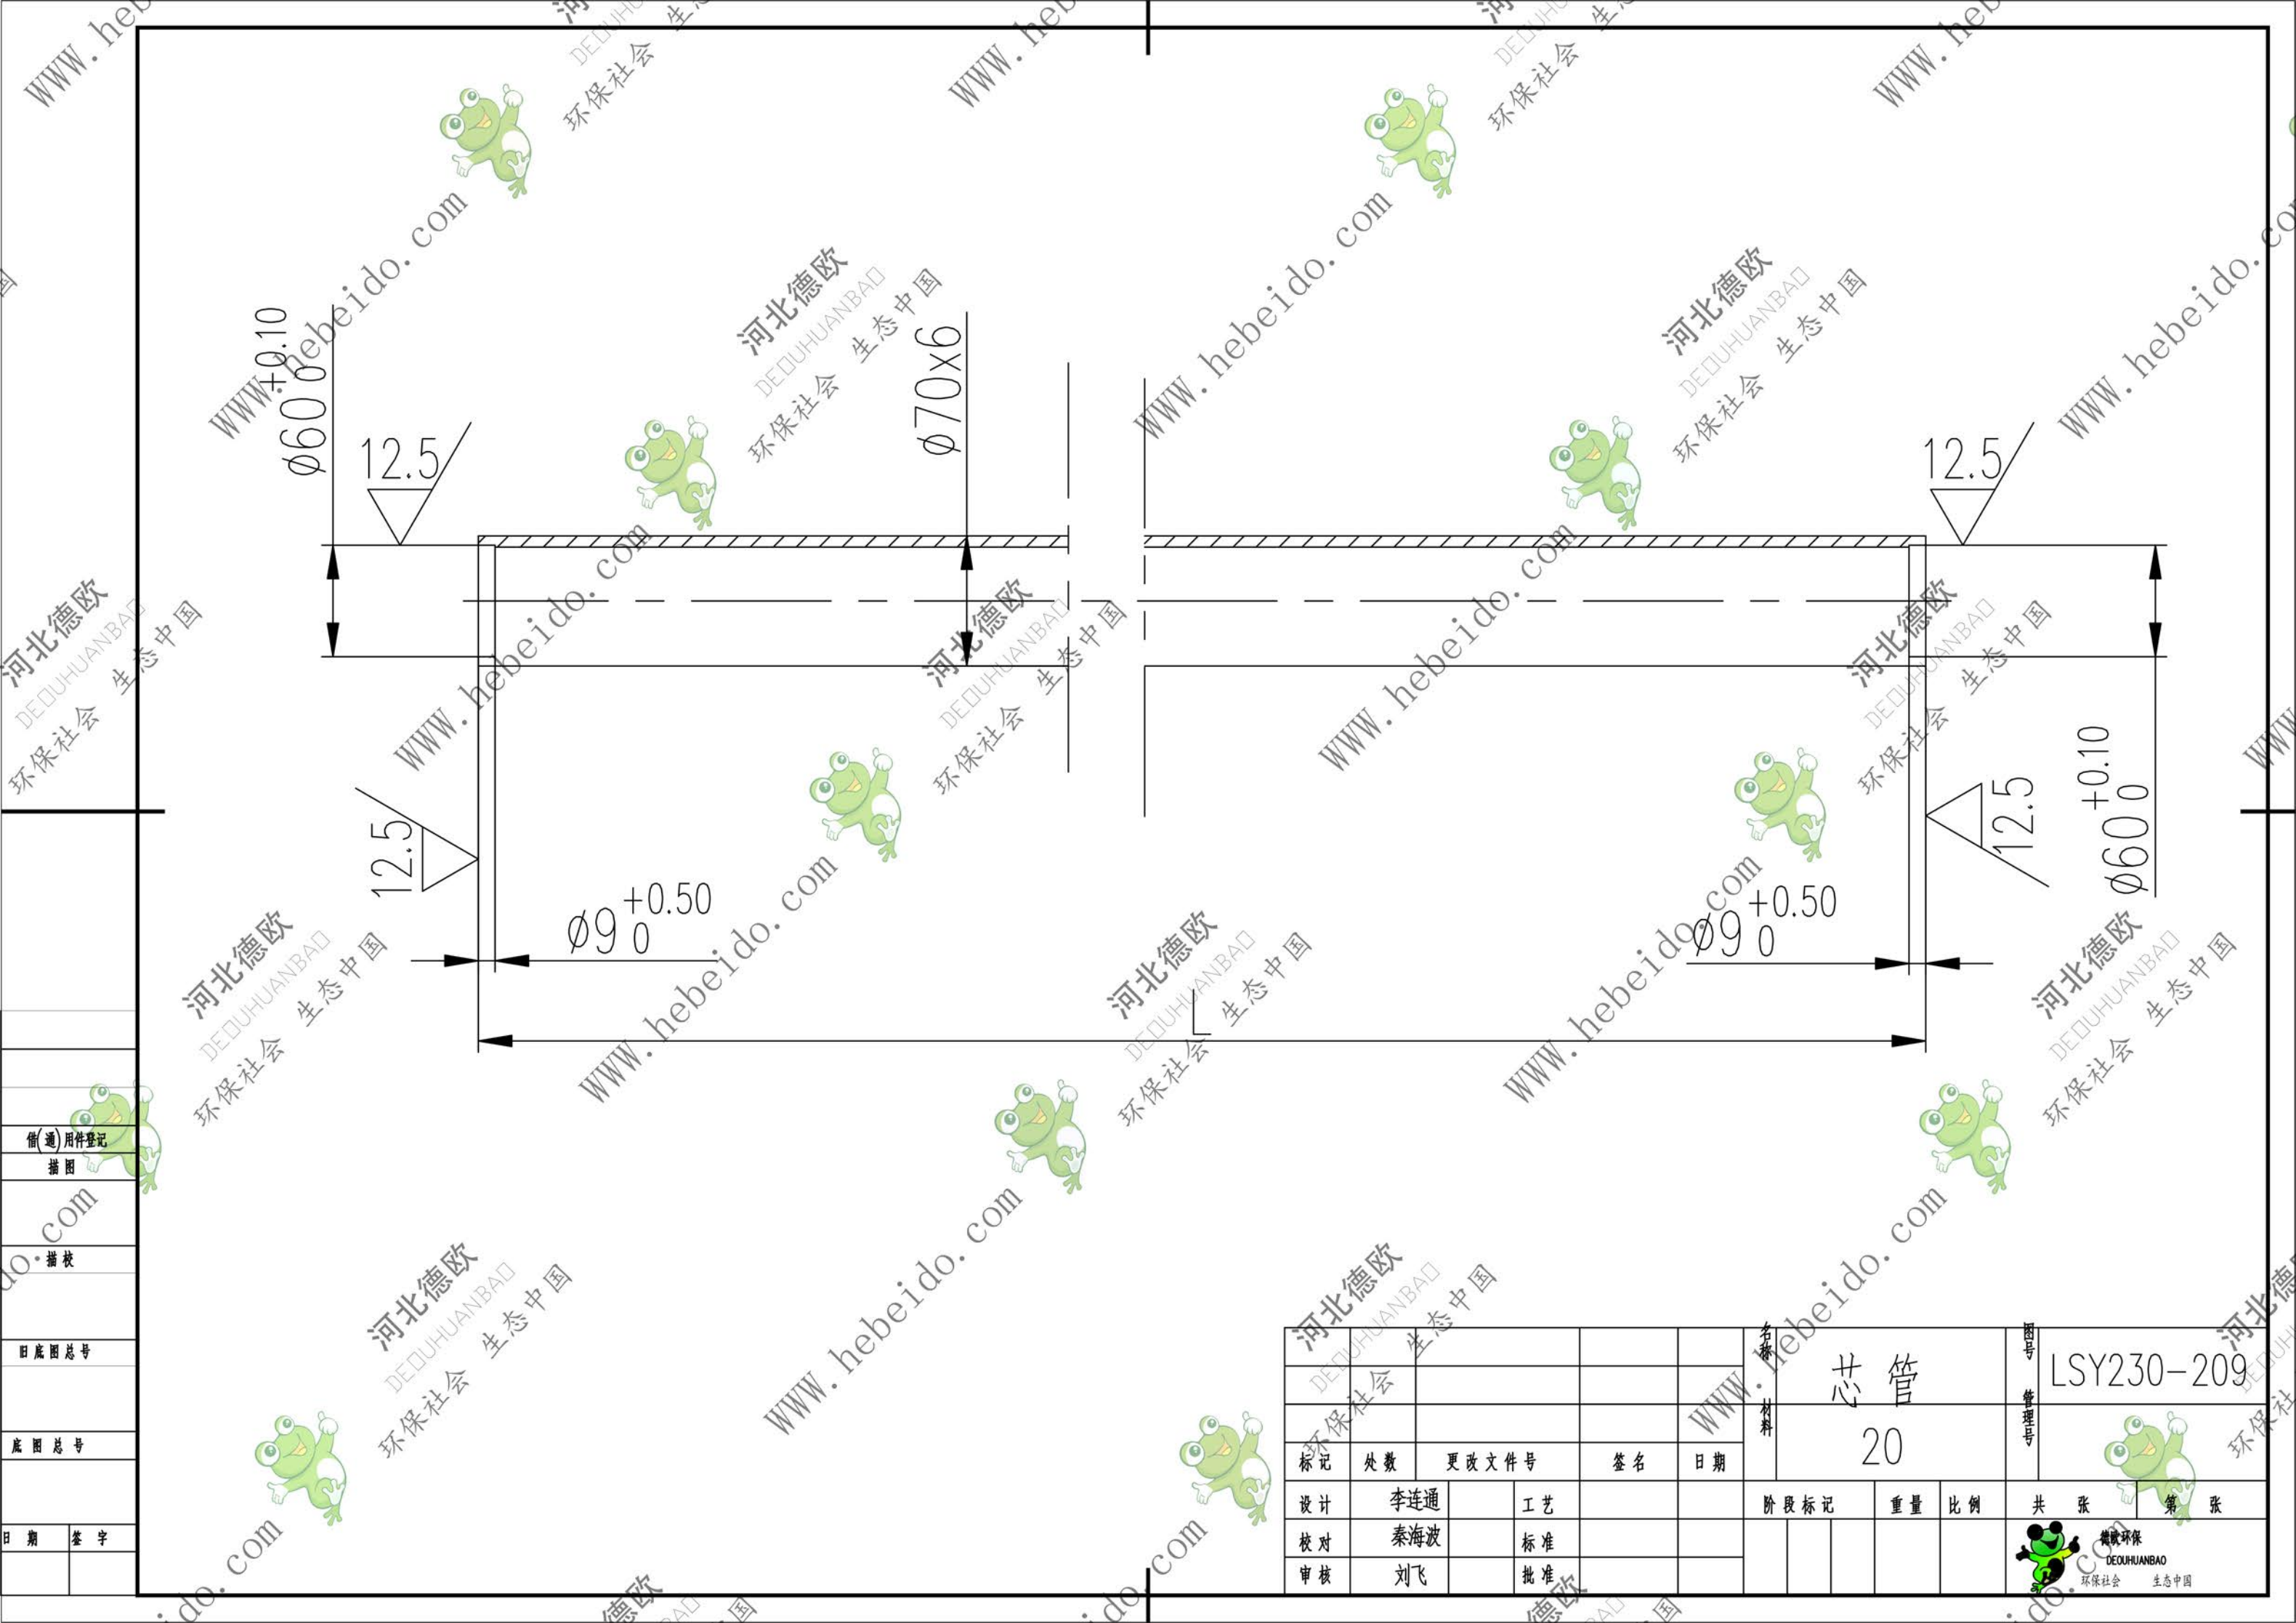 WWW.hebeido.com
河北德欧
DEOUHUANBAO
环保社会 生态中国
ø60 +0.10 0
12.5
ø70x6
12.5
12.5
ø9 +0.50 0
ø9 +0.50 0
12.5
ø60 +0.10 0
L
借(通)用件登记
描图
描校
旧底图总号
底图总号
日期 签字
名称 芯管 图号 LSY230-209
材料 20 管理号
标记 处数 更改文件号 签名 日期
设计 李连通 工艺 阶段标记 重量 比例 共 张 第 张
校对 秦海波 标准
审核 刘飞 批准
德欧环保
DEOUHUANBAO
环保社会 生态中国